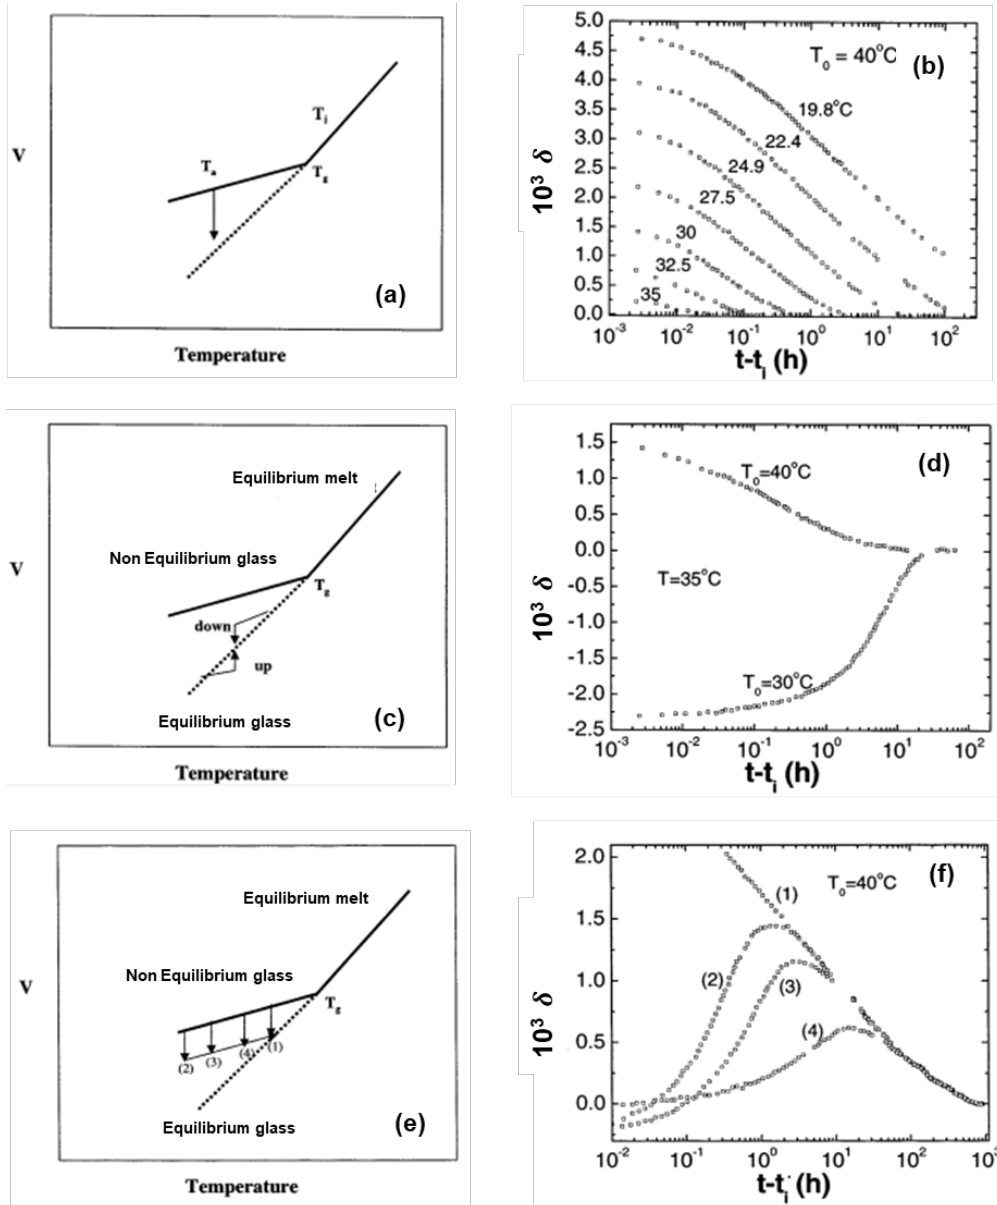 V
T_i
T_a
T_g
(a)
Temperature
10³ δ
5.0
4.5
4.0
3.5
3.0
2.5
2.0
1.5
1.0
0.5
0.0
T₀ = 40°C
(b)
19.8°C
22.4
24.9
27.5
30
32.5
35
10⁻³ 10⁻² 10⁻¹ 10⁰ 10¹ 10²
t-t_i (h)
V
Equilibrium melt
Non Equilibrium glass
T_g
down
up
Equilibrium glass
(c)
Temperature
10³ δ
1.5
1.0
0.5
0.0
-0.5
-1.0
-1.5
-2.0
-2.5
T₀=40°C
(d)
T=35°C
T₀=30°C
10⁻³ 10⁻² 10⁻¹ 10⁰ 10¹ 10²
t-t_i (h)
V
Equilibrium melt
Non Equilibrium glass
T_g
(2) (3) (4) (1)
Equilibrium glass
(e)
Temperature
10³ δ
2.0
1.5
1.0
0.5
0.0
T₀=40°C
(f)
(1)
(2)
(3)
(4)
10⁻² 10⁻¹ 10⁰ 10¹ 10² 10³
t-t_i (h)